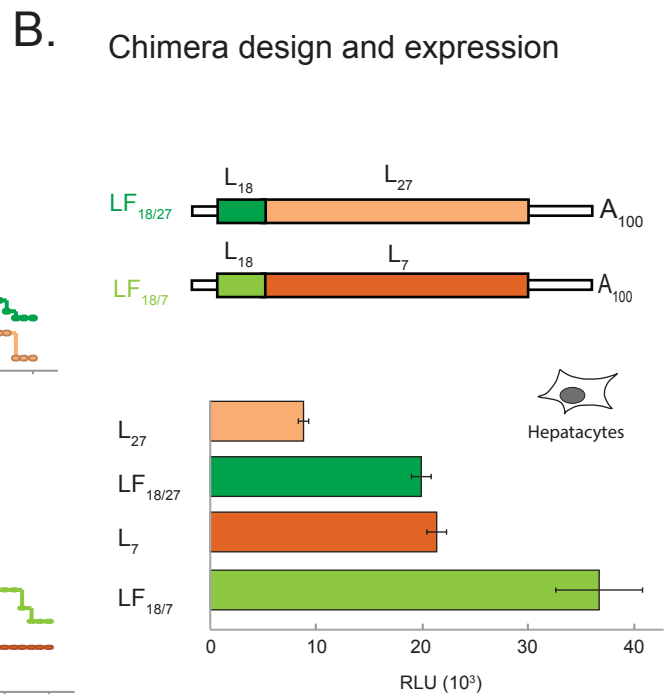 B. Chimera design and expression
L18 L27
LF18/27 A100
L18 L7
LF18/7 A100
Hepatacytes
L27
LF18/27
L7
LF18/7
0 10 20 30 40
RLU (10³)